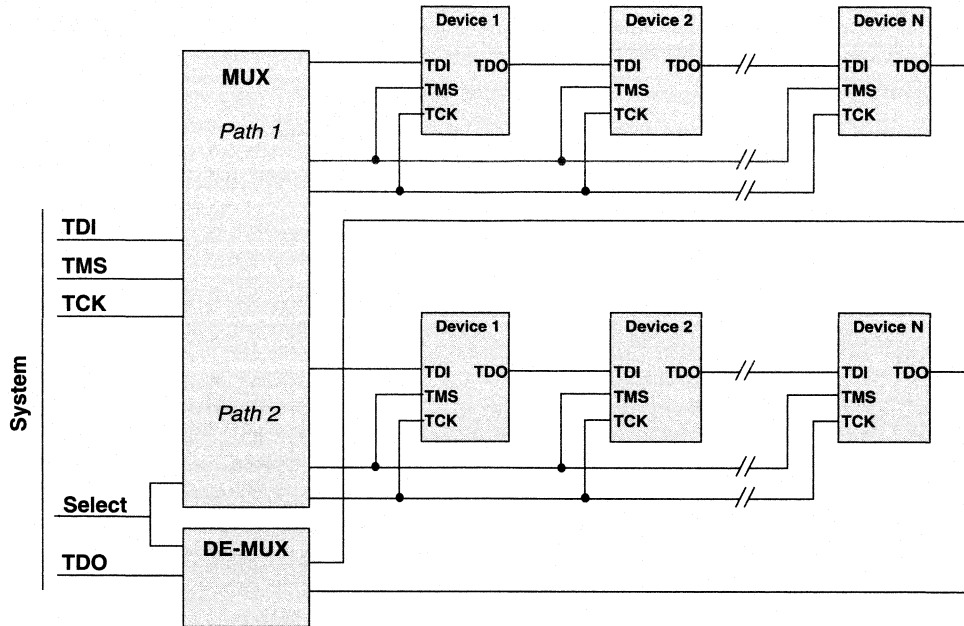 Device 1
Device 2
Device N
MUX
TDI TDO
TDI TDO
TDI TDO
TMS
TMS
TMS
TCK
TCK
TCK
Path 1
TDI
TMS
TCK
System
Device 1
Device 2
Device N
TDI TDO
TDI TDO
TDI TDO
TMS
TMS
TMS
TCK
TCK
TCK
Path 2
Select
DE-MUX
TDO